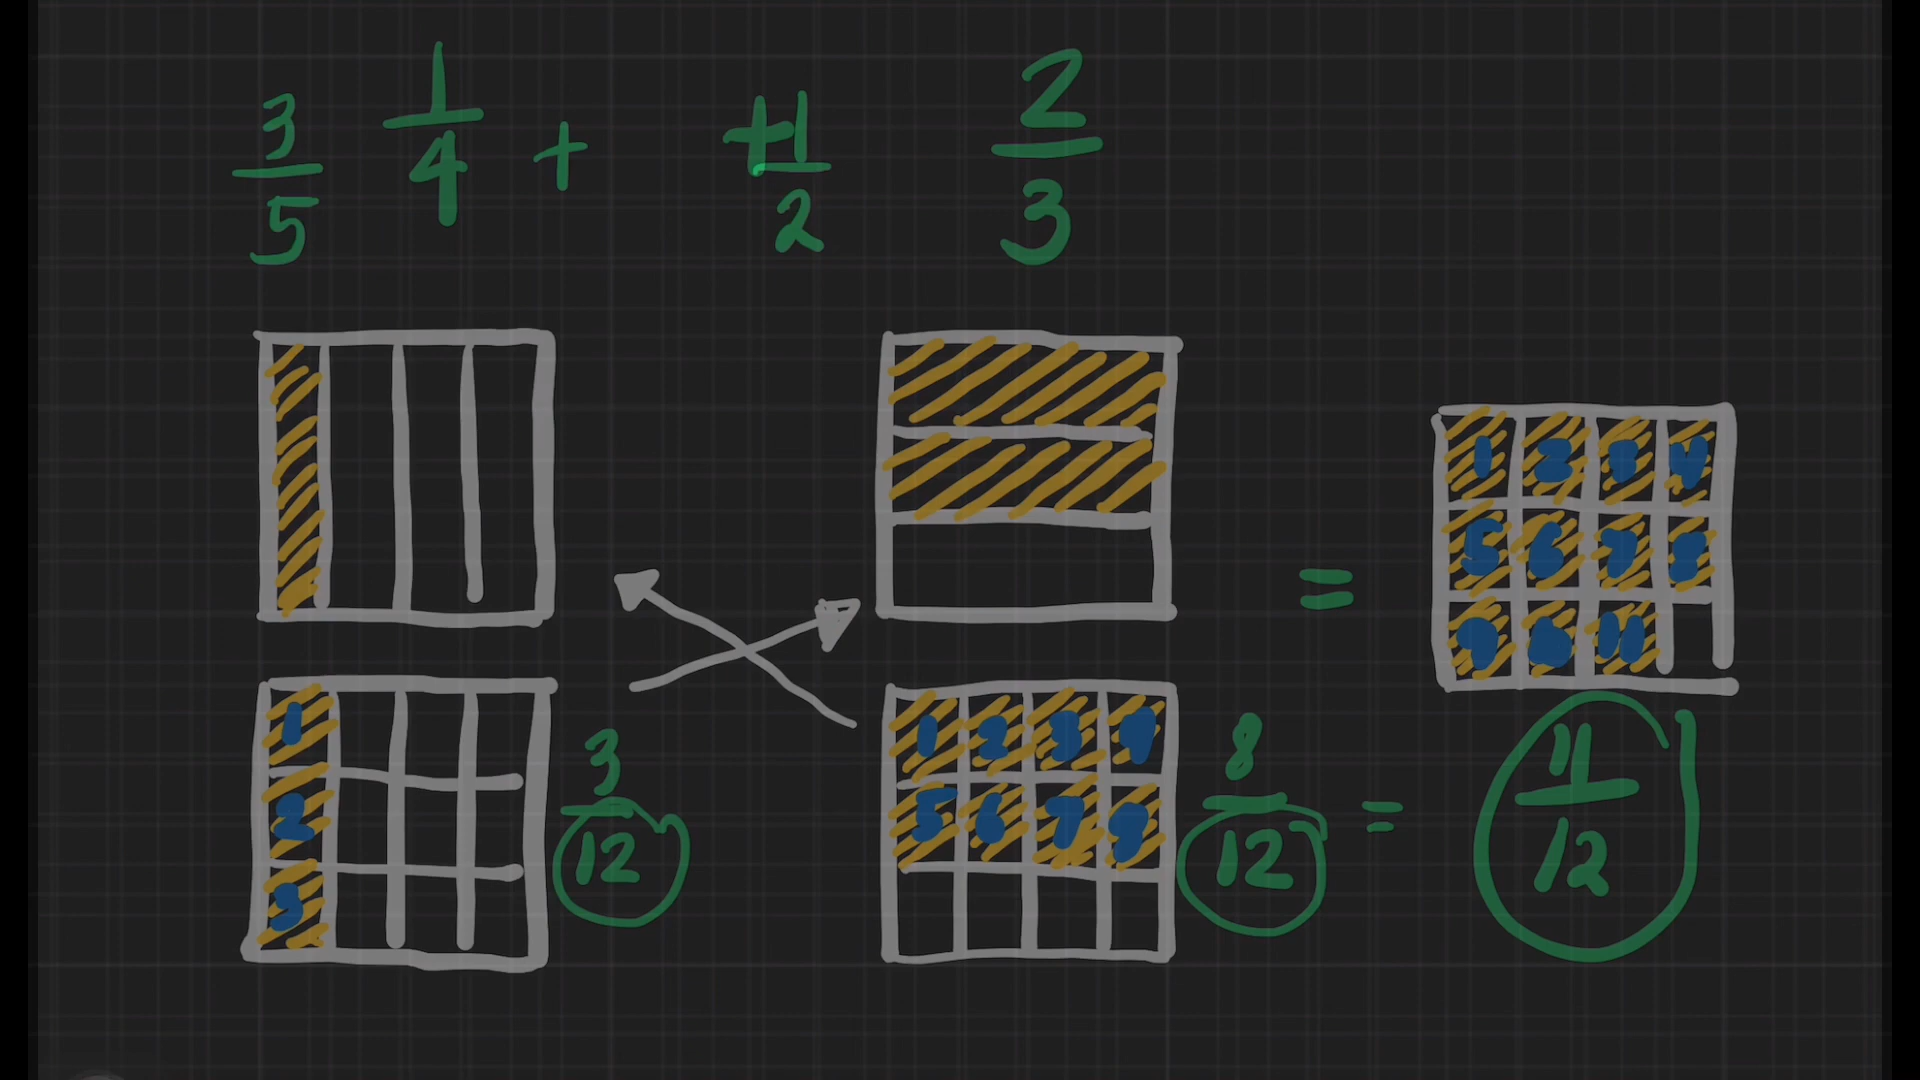 3/5 1/4 + + 1/2 2/3
1 2 3 4
5 6 7 8
=
9 10 11
1 3/12 1 2 3 4 8/12 = 11/12
2 5 6 7 8
3